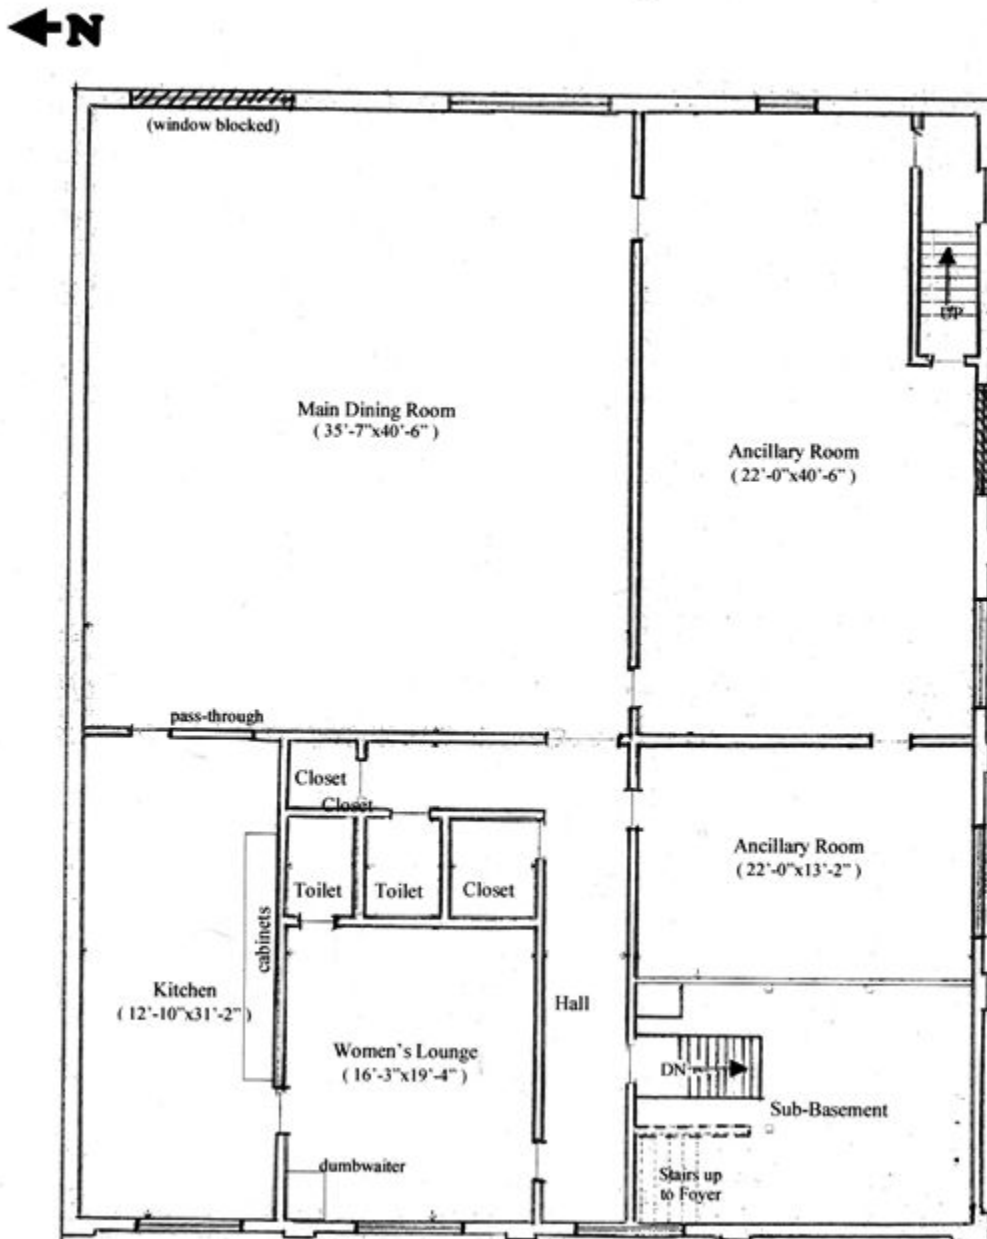 N
(window blocked)
UP
Main Dining Room
( 35'-7"x40'-6" )
Ancillary Room
( 22'-0"x40'-6" )
pass-through
Closet
Closet
Toilet
Toilet
Closet
cabinets
Ancillary Room
( 22'-0"x13'-2" )
Kitchen
( 12'-10"x31'-2" )
Hall
Women's Lounge
( 16'-3"x19'-4" )
DN
Sub-Basement
dumbwaiter
Stairs up
to Foyer